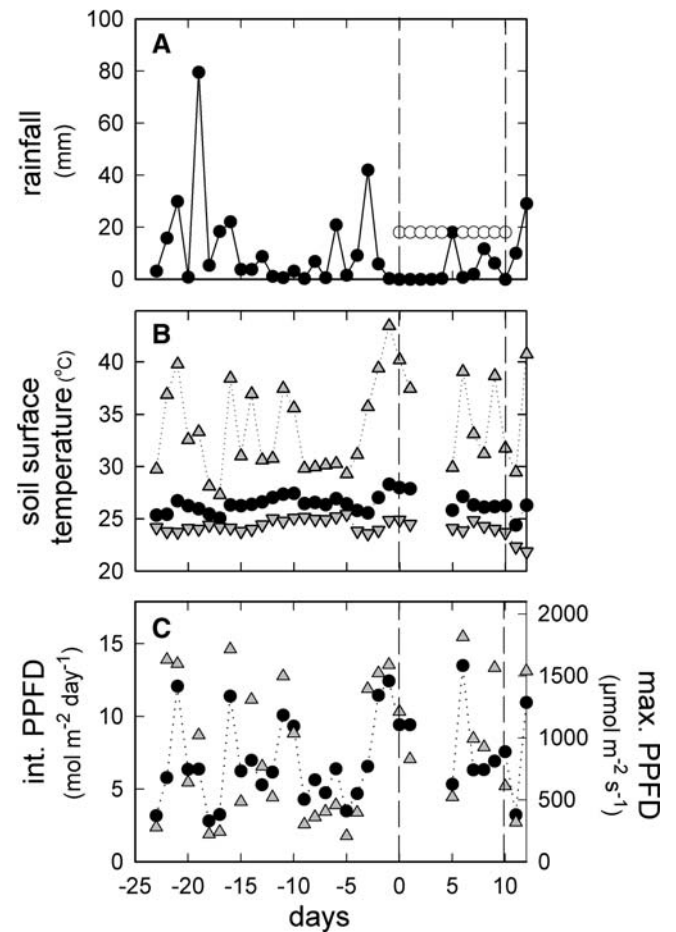 A
rainfall
(mm)
100
80
60
40
20
0
B
soil surface
temperature (°C)
40
35
30
25
20
C
int. PPFD
(mol m-2 day-1)
15
10
5
0
max. PPFD
(µmol m-2 s-1)
2000
1500
1000
500
0
-25 -20 -15 -10 -5 0 5 10
days